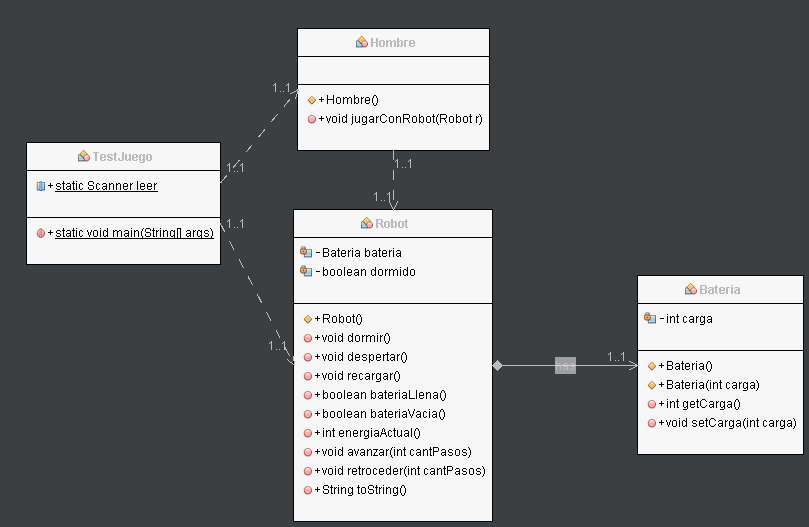 Hombre
+Hombre()
+void jugarConRobot(Robot r)
1..1
1..1
TestJuego
+static Scanner leer
+static void main(String[] args)
1..1
1..1
1..1
1..1
Robot
-Bateria bateria
-boolean dormido
+Robot()
+void dormir()
+void despertar()
+void recargar()
+boolean bateriaLlena()
+boolean bateriaVacia()
+int energiaActual()
+void avanzar(int cantPasos)
+void retroceder(int cantPasos)
+String toString()
has
1..1
Bateria
-int carga
+Bateria()
+Bateria(int carga)
+int getCarga()
+void setCarga(int carga)